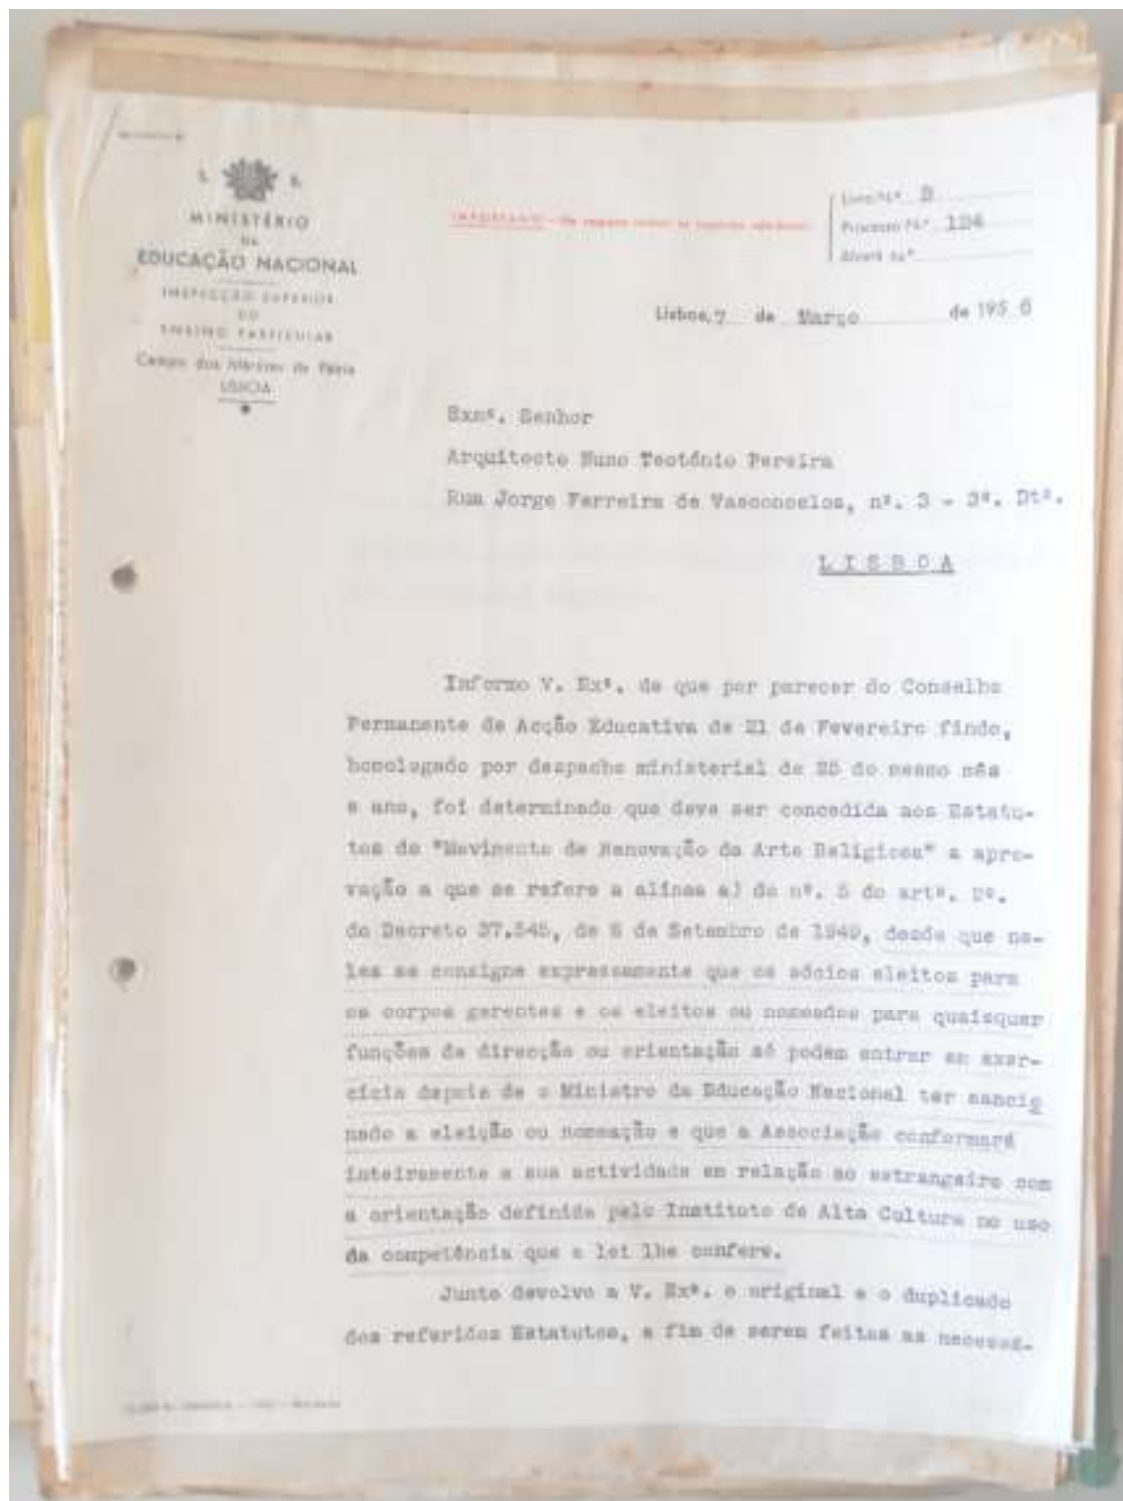 S. R.
MINISTÉRIO
DA
EDUCAÇÃO NACIONAL
INSPECÇÃO SUPERIOR
DO
ENSINO PARTICULAR
Campo dos Mártires da Pátria
LISBOA
IMPORTANTE
Livro N.º D
Processo N.º 124
Alvará N.º
Lisboa, 7 de Março de 1956
Exmº. Senhor
Arquitecto Nuno Teotónio Pereira
Rua Jorge Ferreira de Vasconcelos, nº. 3 - 3º. Dtº.
LISBOA
Informo V. Exª. de que por parecer do Conselho
Permanente de Acção Educativa de 21 de Fevereiro findo,
homologado por despacho ministerial de 25 do mesmo mês
e ano, foi determinado que deve ser concedida aos Estatu-
tos do "Movimento de Renovação da Arte Religiosa" a apro-
vação a que se refere a alínea a) do nº. 5 do artº.
do Decreto 37.545, de 8 de Setembro de 1949, desde que ne-
les se consigne expressamente que os sócios eleitos para
os corpos gerentes e os eleitos ou nomeados para quaisquer
funções de direcção ou orientação só podem entrar em exer-
cício depois de o Ministro da Educação Nacional ter sancio
nado a eleição ou nomeação e que a Associação conformará
inteiramente a sua actividade em relação ao estrangeiro com
a orientação definida pelo Instituto de Alta Cultura no uso
da competência que a lei lhe confere.
Junto devolvo a V. Exª. o original e o duplicado
dos referidos Estatutos, a fim de serem feitas as necessá-